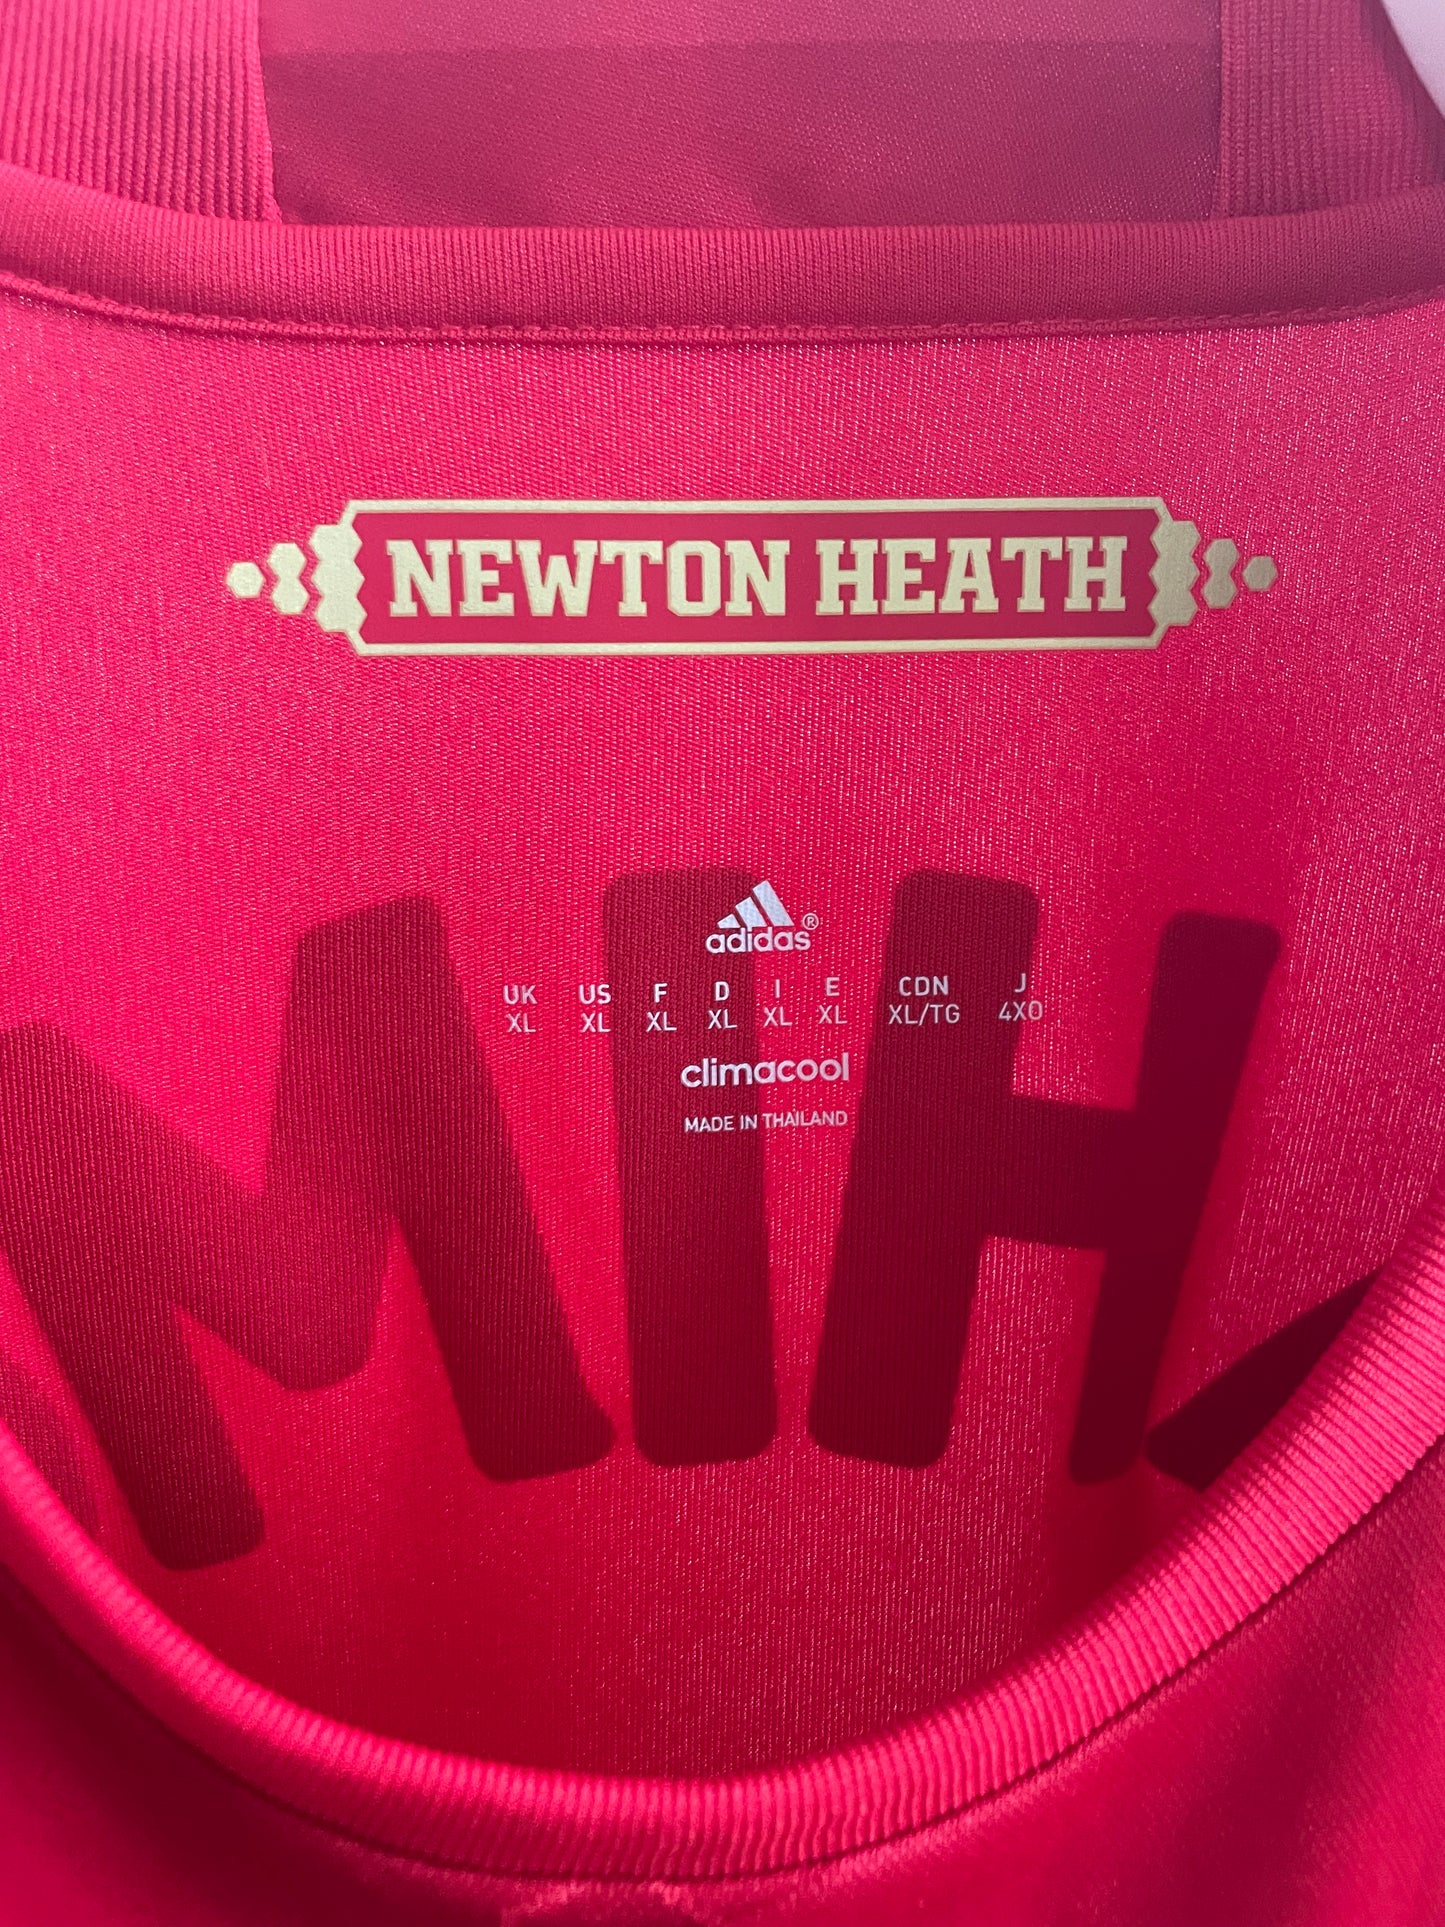 NEWTON HEATH
adidas®
UK US F D I E CDN J
XL XL XL XL XL XL XL/TG 4XO
climacool
MADE IN THAILAND
MIH